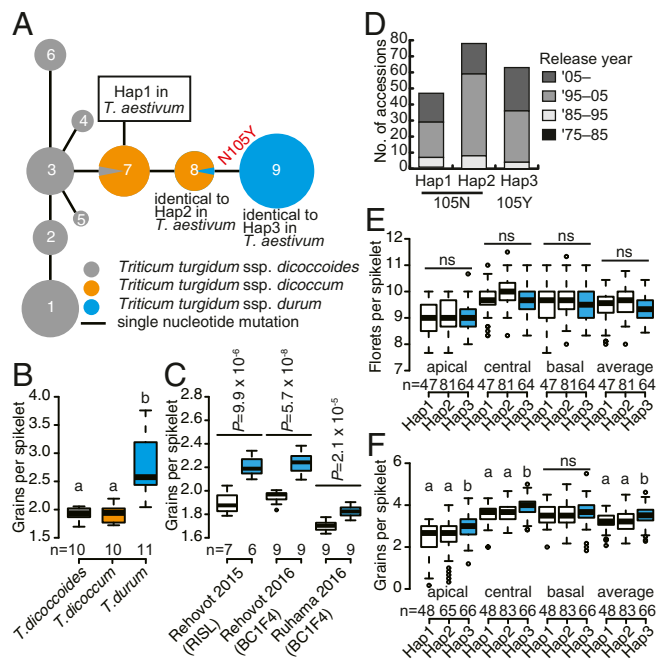 A
6
4
3
5
2
1
7
8
9
Hap1 in
T. aestivum
N105Y
identical to
Hap2 in
T. aestivum
identical to
Hap3 in
T. aestivum
Triticum turgidum ssp. dicoccoides
Triticum turgidum ssp. dicoccum
Triticum turgidum ssp. durum
single nucleotide mutation
B
Grains per spikelet
4.0
3.5
3.0
2.5
2.0
1.5
a
a
b
n=10 10 11
T.dicoccoides
T.dicoccum
T.durum
C
Grains per spikelet
2.6
2.4
2.2
2.0
1.8
1.6
P=9.9 x 10-6
P=5.7 x 10-8
P=2.1 x 10-5
n=7 6 9 9 9 9
Rehovot 2015
(RISL)
Rehovot 2016
(BC1F4)
Ruhama 2016
(BC1F4)
D
No. of accessions
80
70
60
50
40
30
20
10
0
Hap1 Hap2 Hap3
105N 105Y
Release year
'05–
'95–05
'85–95
'75–85
E
Florets per spikelet
12
11
10
9
8
7
ns
ns
ns
ns
apical central basal average
n=47 81 64 47 81 64 47 81 64 47 81 64
Hap1 Hap2 Hap3 Hap1 Hap2 Hap3 Hap1 Hap2 Hap3 Hap1 Hap2 Hap3
F
Grains per spikelet
6
4
2
0
a a b a a b ns a a b
apical central basal average
n=48 65 66 48 83 66 48 83 66 48 83 66
Hap1 Hap2 Hap3 Hap1 Hap2 Hap3 Hap1 Hap2 Hap3 Hap1 Hap2 Hap3